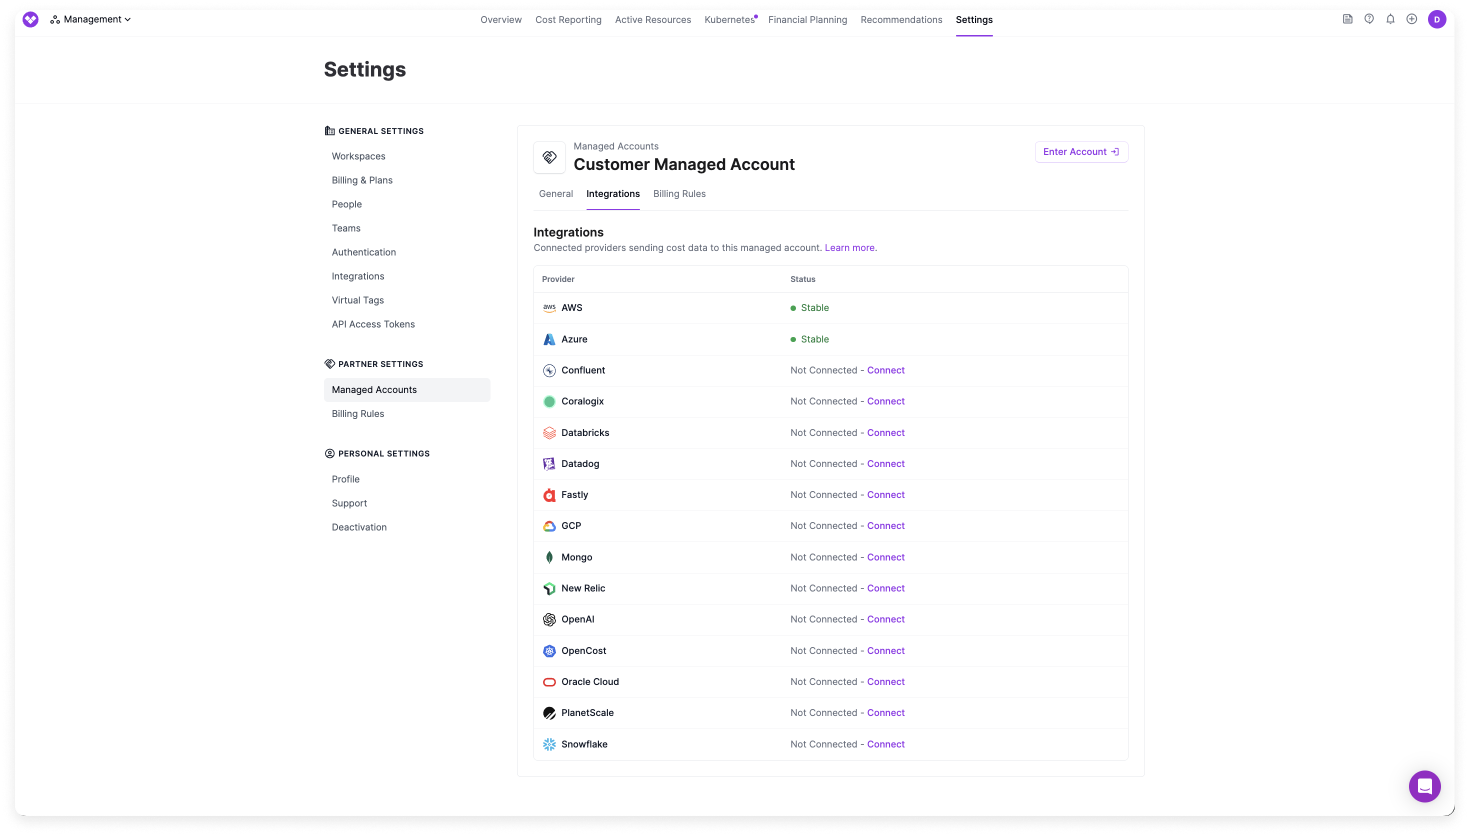 Management
Overview Cost Reporting Active Resources Kubernetes Financial Planning Recommendations Settings
D
Settings
GENERAL SETTINGS
Workspaces
Billing & Plans
People
Teams
Authentication
Integrations
Virtual Tags
API Access Tokens
PARTNER SETTINGS
Managed Accounts
Billing Rules
PERSONAL SETTINGS
Profile
Support
Deactivation
Managed Accounts
Customer Managed Account
Enter Account
General Integrations Billing Rules
Integrations
Connected providers sending cost data to this managed account. Learn more.
Provider Status
aws AWS Stable
Azure Stable
Confluent Not Connected - Connect
Coralogix Not Connected - Connect
Databricks Not Connected - Connect
Datadog Not Connected - Connect
Fastly Not Connected - Connect
GCP Not Connected - Connect
Mongo Not Connected - Connect
New Relic Not Connected - Connect
OpenAI Not Connected - Connect
OpenCost Not Connected - Connect
Oracle Cloud Not Connected - Connect
PlanetScale Not Connected - Connect
Snowflake Not Connected - Connect